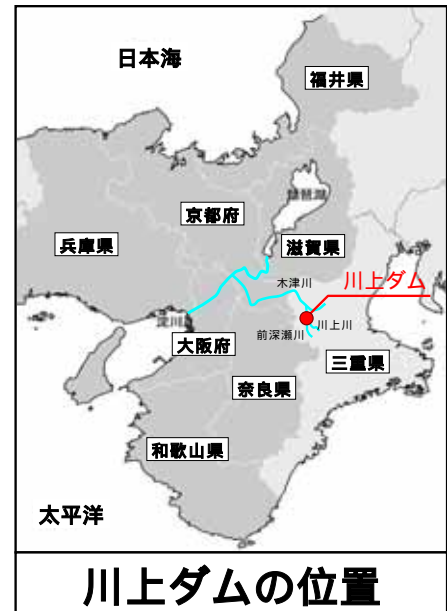 日本海
福井県
琵琶湖
京都府
兵庫県
滋賀県
木津川
川上ダム
淀川
川上川
前深瀬川
大阪府
三重県
奈良県
和歌山県
太平洋
川上ダムの位置